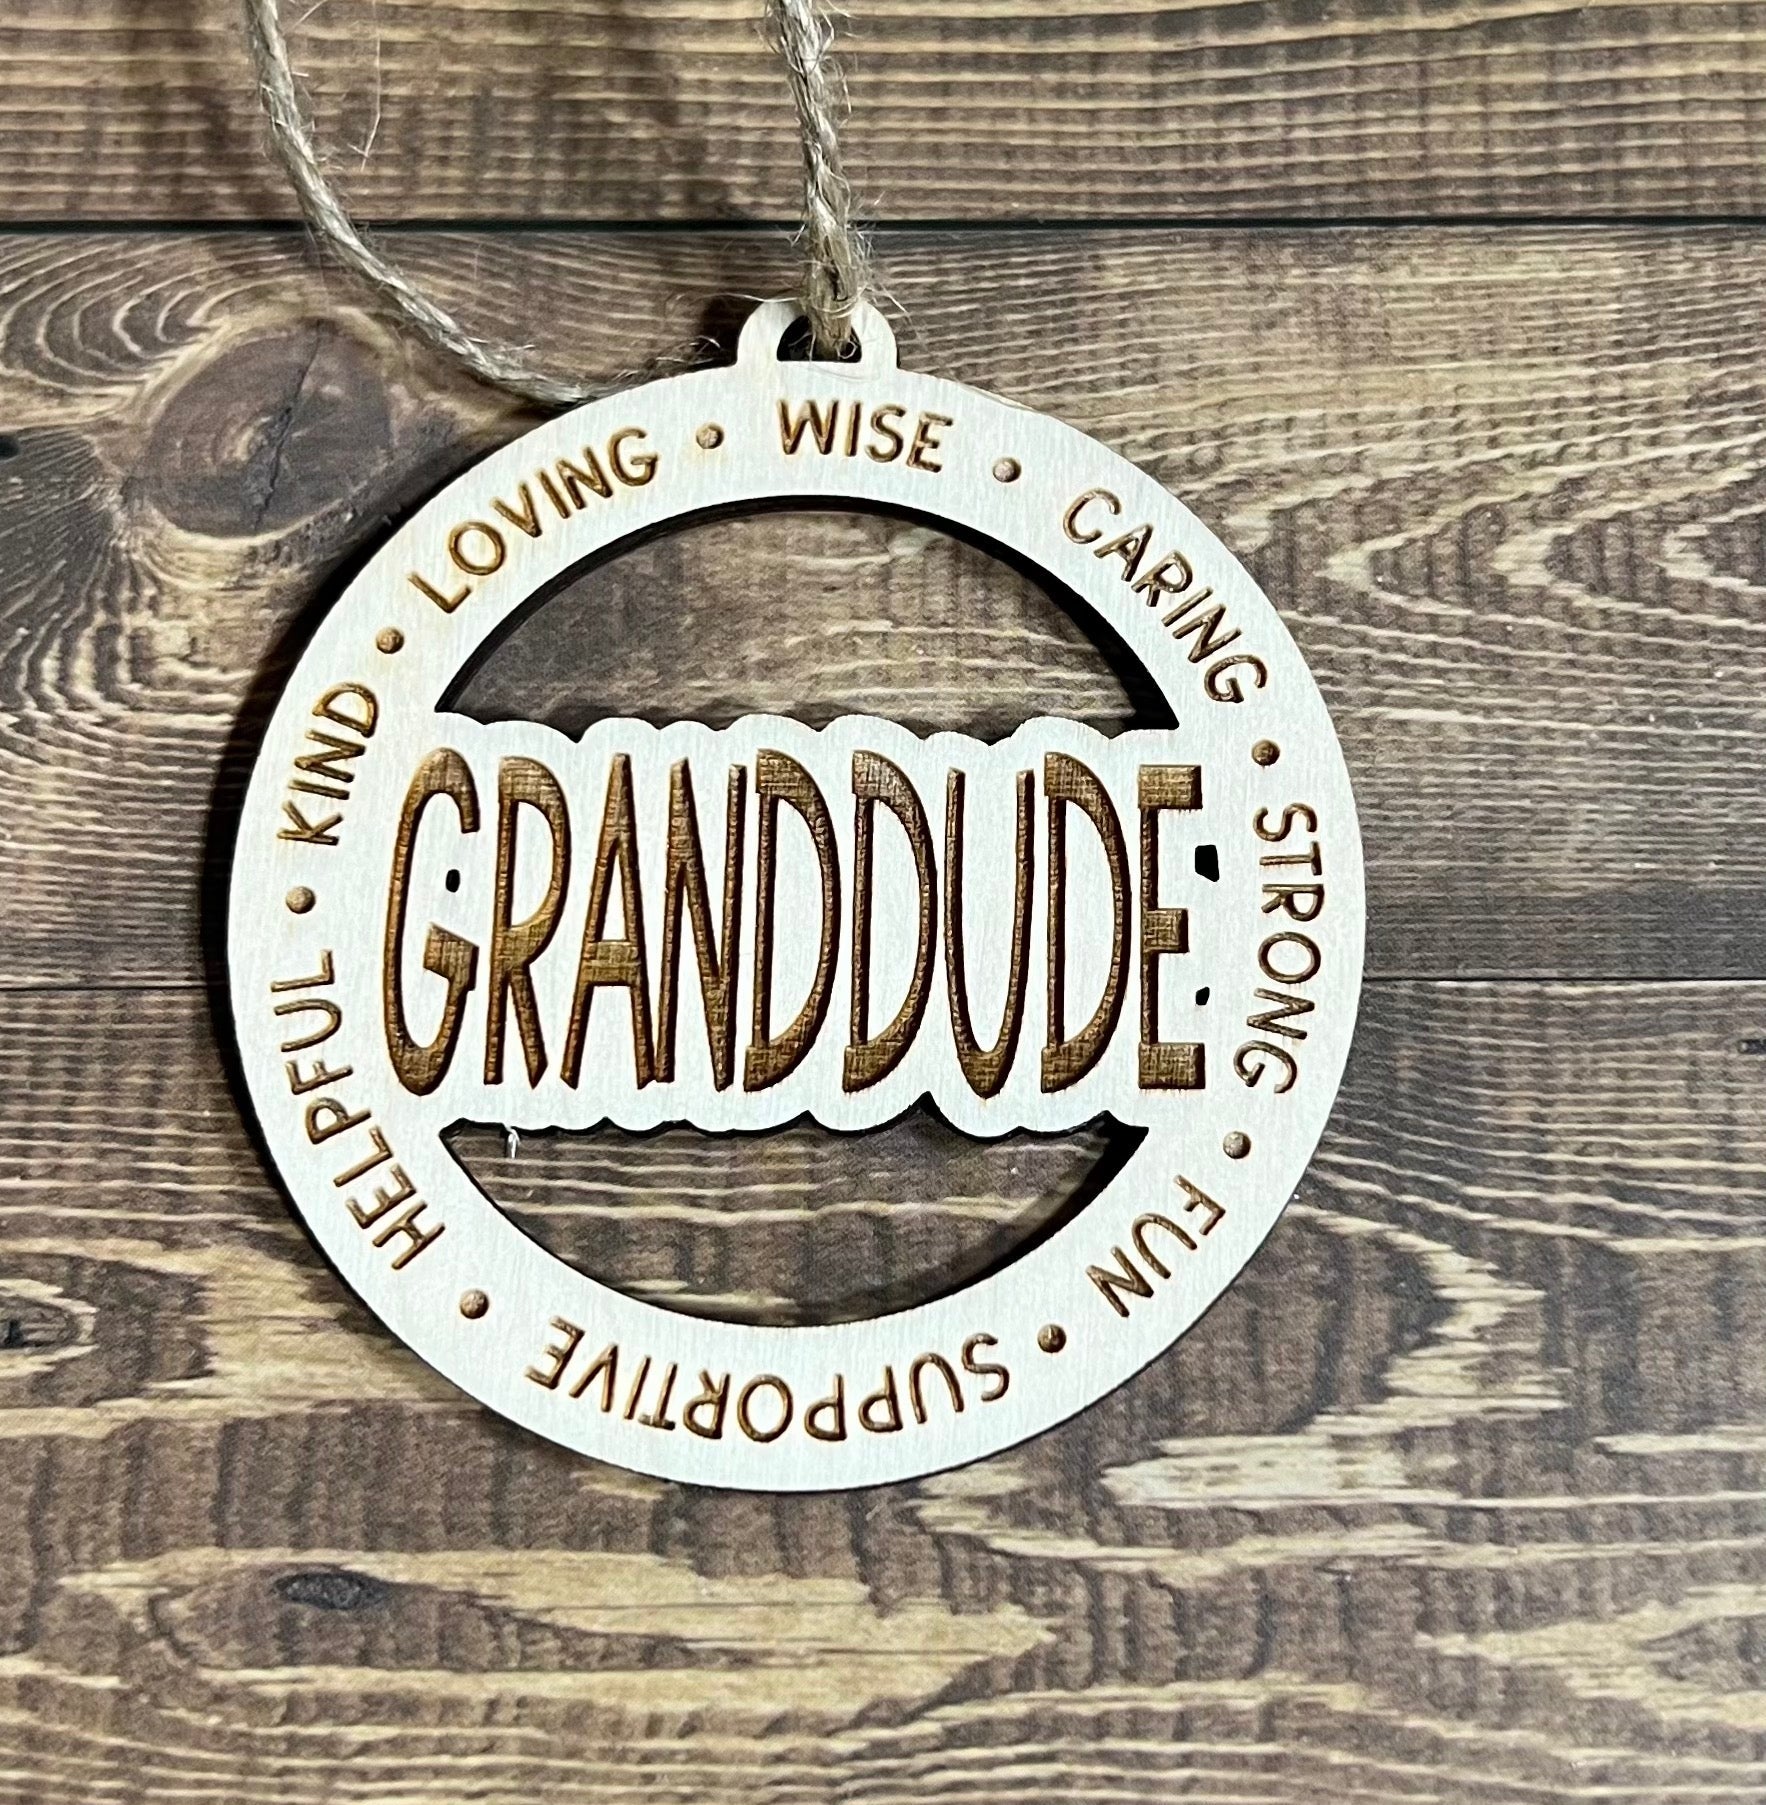 WISE • CARING • STRONG • FUN • SUPPORTIVE • HELPFUL • KIND • LOVING •
GRANDDUDE